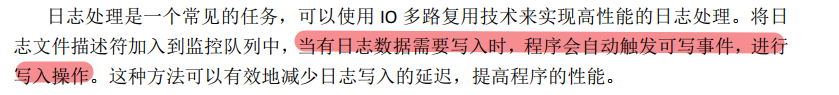 日志处理是一个常见的任务，可以使用 IO 多路复用技术来实现高性能的日志处理。将日
志文件描述符加入到监控队列中，当有日志数据需要写入时，程序会自动触发可写事件，进行
写入操作。这种方法可以有效地减少日志写入的延迟，提高程序的性能。